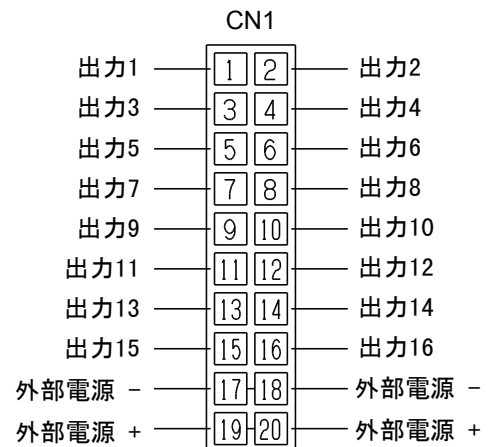 CN1
出力1 1 2 出力2
出力3 3 4 出力4
出力5 5 6 出力6
出力7 7 8 出力8
出力9 9 10 出力10
出力11 11 12 出力12
出力13 13 14 出力14
出力15 15 16 出力16
外部電源 − 17 18 外部電源 −
外部電源 + 19 20 外部電源 +